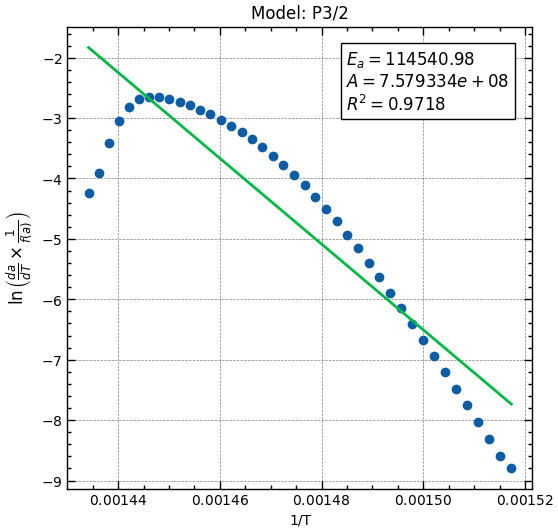 Model: P3/2
E_a = 114540.98
A = 7.579334e + 08
R^2 = 0.9718
ln(da/dT × 1/f(a))
−2
−3
−4
−5
−6
−7
−8
−9
0.00144 0.00146 0.00148 0.00150 0.00152
1/T